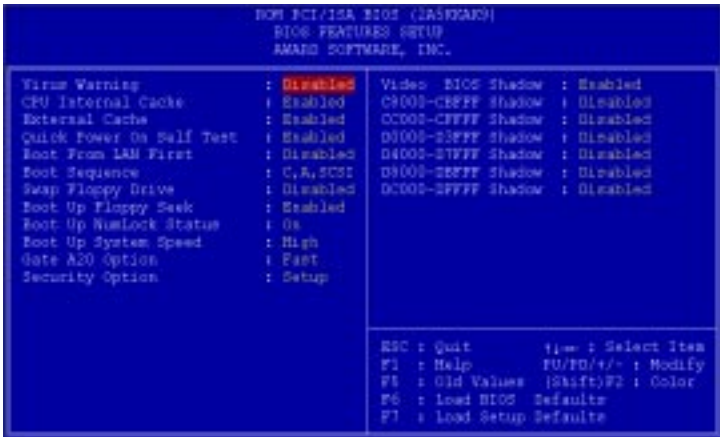 ROM PCI/ISA BIOS (2A5KKAK9)
BIOS FEATURES SETUP
AWARD SOFTWARE, INC.
Virus Warning : Disabled
CPU Internal Cache : Enabled
External Cache : Enabled
Quick Power On Self Test : Enabled
Boot From LAN First : Disabled
Boot Sequence : C,A,SCSI
Swap Floppy Drive : Disabled
Boot Up Floppy Seek : Enabled
Boot Up NumLock Status : On
Boot Up System Speed : High
Gate A20 Option : Fast
Security Option : Setup
Video BIOS Shadow : Enabled
C8000-CBFFF Shadow : Disabled
CC000-CFFFF Shadow : Disabled
D0000-D3FFF Shadow : Disabled
D4000-D7FFF Shadow : Disabled
D8000-DBFFF Shadow : Disabled
DC000-DFFFF Shadow : Disabled
ESC : Quit ↑↓→← : Select Item
F1 : Help PU/PD/+/- : Modify
F5 : Old Values (Shift)F2 : Color
F6 : Load BIOS Defaults
F7 : Load Setup Defaults